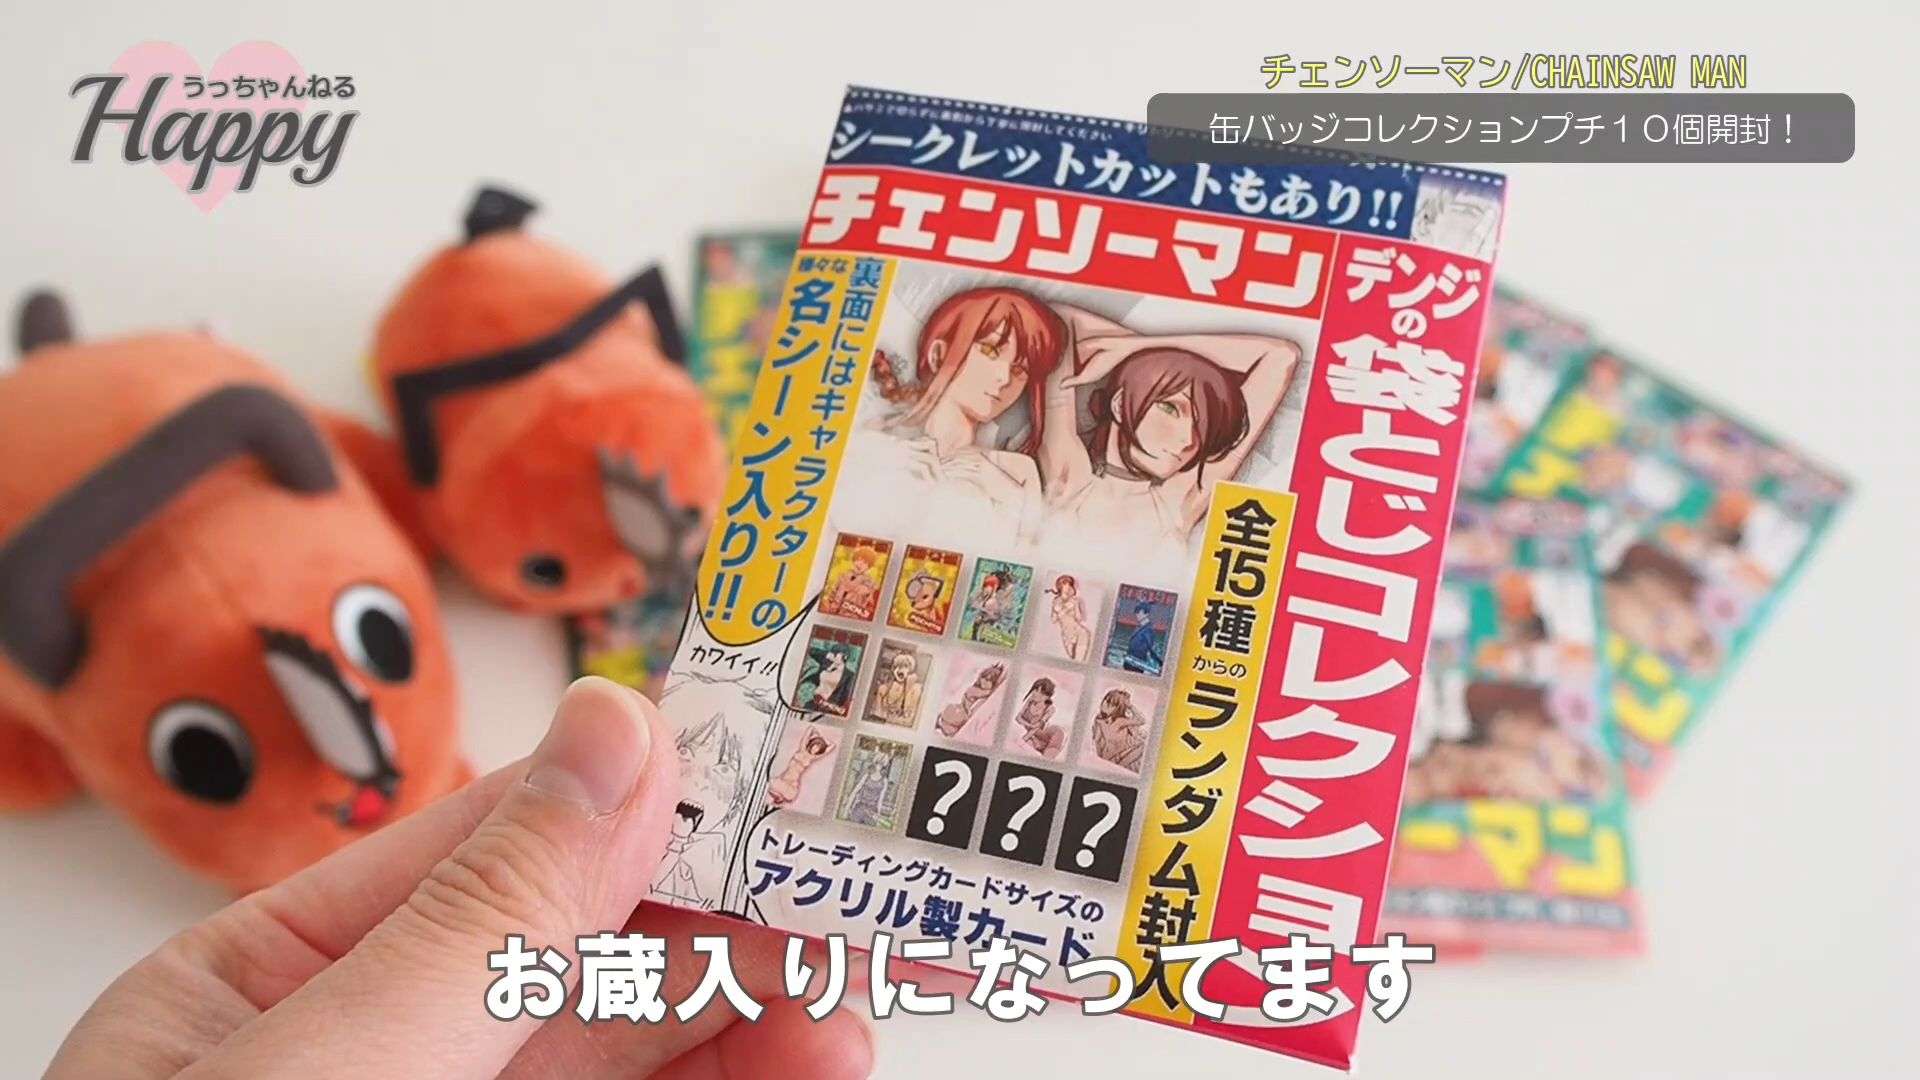 うっちゃんねる
Happy
チェンソーマン/CHAINSAW MAN
缶バッジコレクションプチ１０個開封！
シークレットカットもあり!!
チェンソーマン
デンジの袋とじコレクション
裏面にはキャラクターの
様々な名シーン入り!!
全15種からのランダム封入
カワイイ!!
???
トレーディングカードサイズの
アクリル製カード
お蔵入りになってます